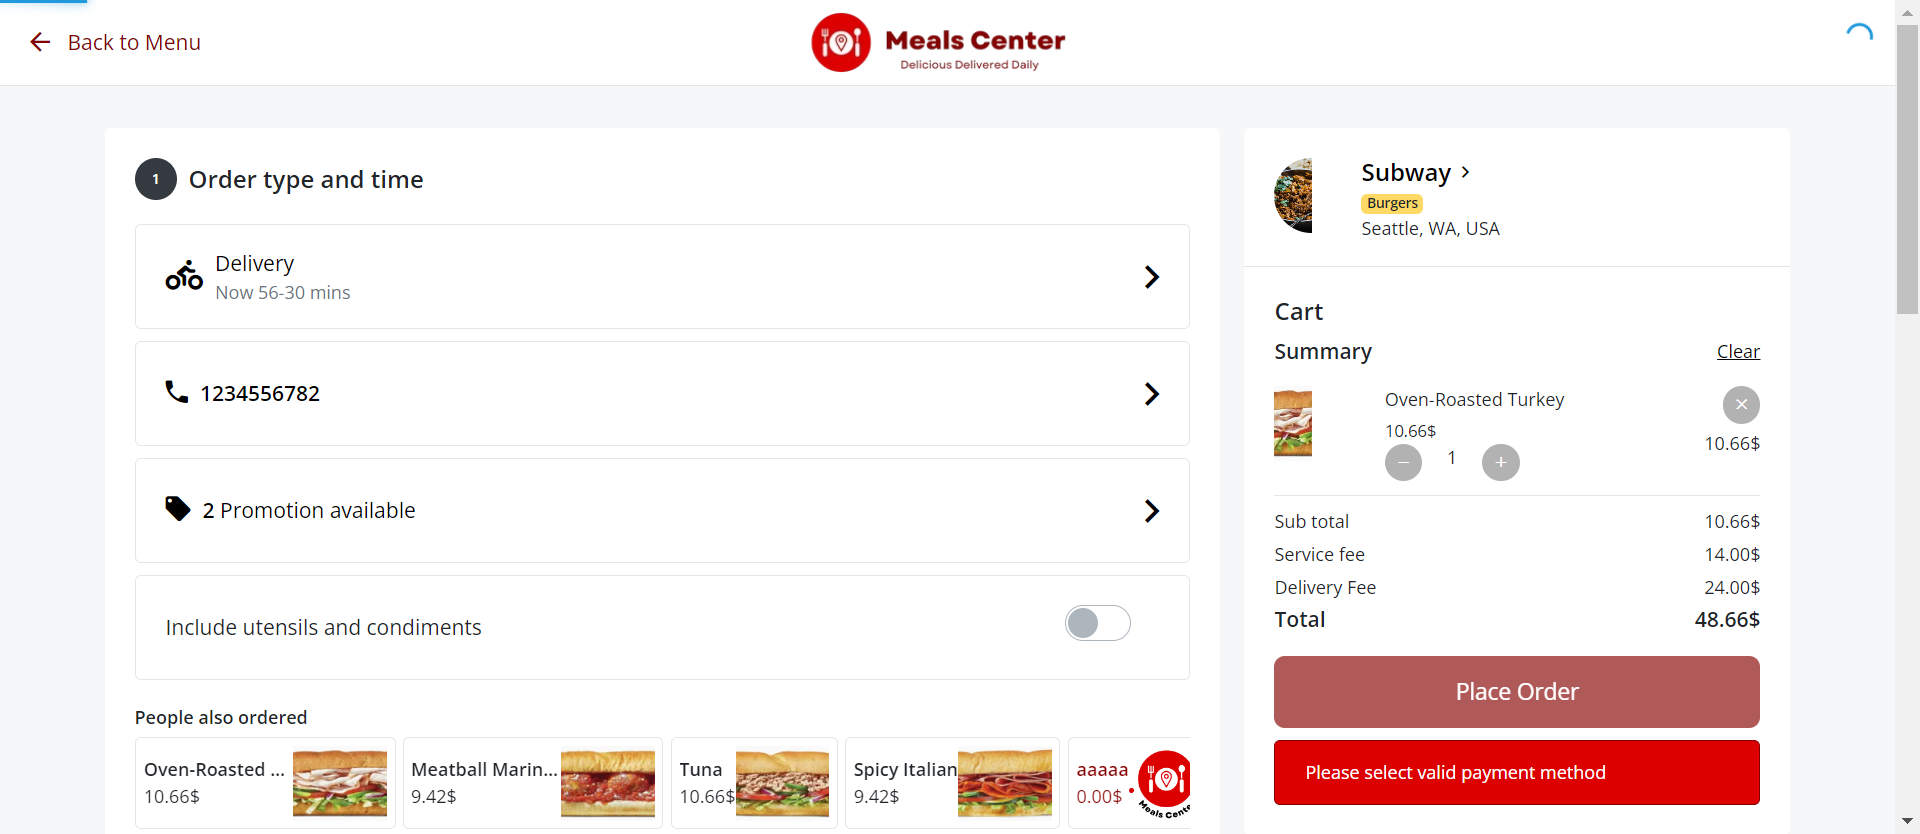 Back to Menu
Meals Center
Delicious Delivered Daily
1 Order type and time
Delivery
Now 56-30 mins
1234556782
2 Promotion available
Include utensils and condiments
People also ordered
Oven-Roasted ...
10.66$
Meatball Marin...
9.42$
Tuna
10.66$
Spicy Italian
9.42$
aaaaa
0.00$
Meals Cente
Subway
Burgers
Seattle, WA, USA
Cart
Summary Clear
Oven-Roasted Turkey
10.66$
10.66$
1
Sub total 10.66$
Service fee 14.00$
Delivery Fee 24.00$
Total 48.66$
Place Order
Please select valid payment method